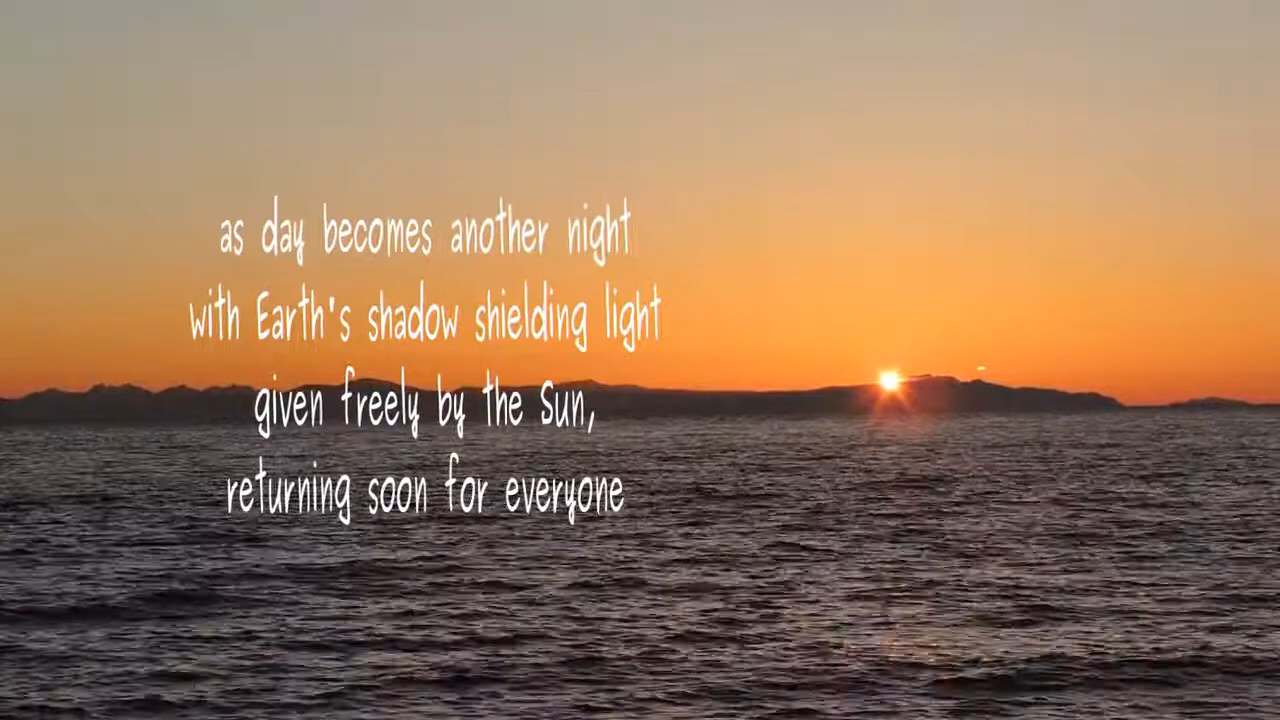 as day becomes another night
with Earth's shadow shielding light
given freely by the Sun,
returning soon for everyone